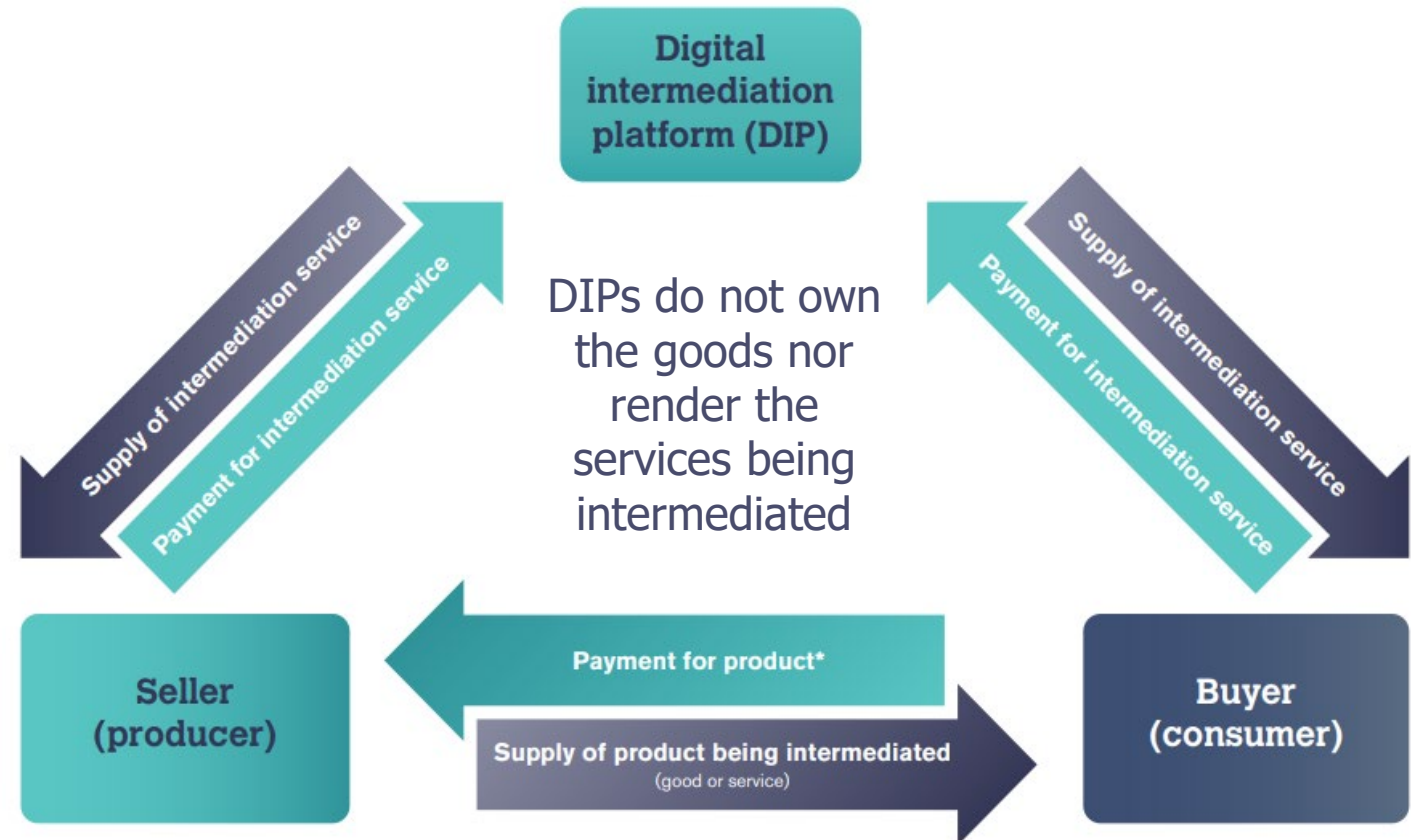 Digital
intermediation
platform (DIP)
Supply of intermediation service
Payment for intermediation service
DIPs do not own
the goods nor
render the
services being
intermediated
Supply of intermediation service
Payment for intermediation service
Seller
(producer)
Payment for product*
Supply of product being intermediated
(good or service)
Buyer
(consumer)